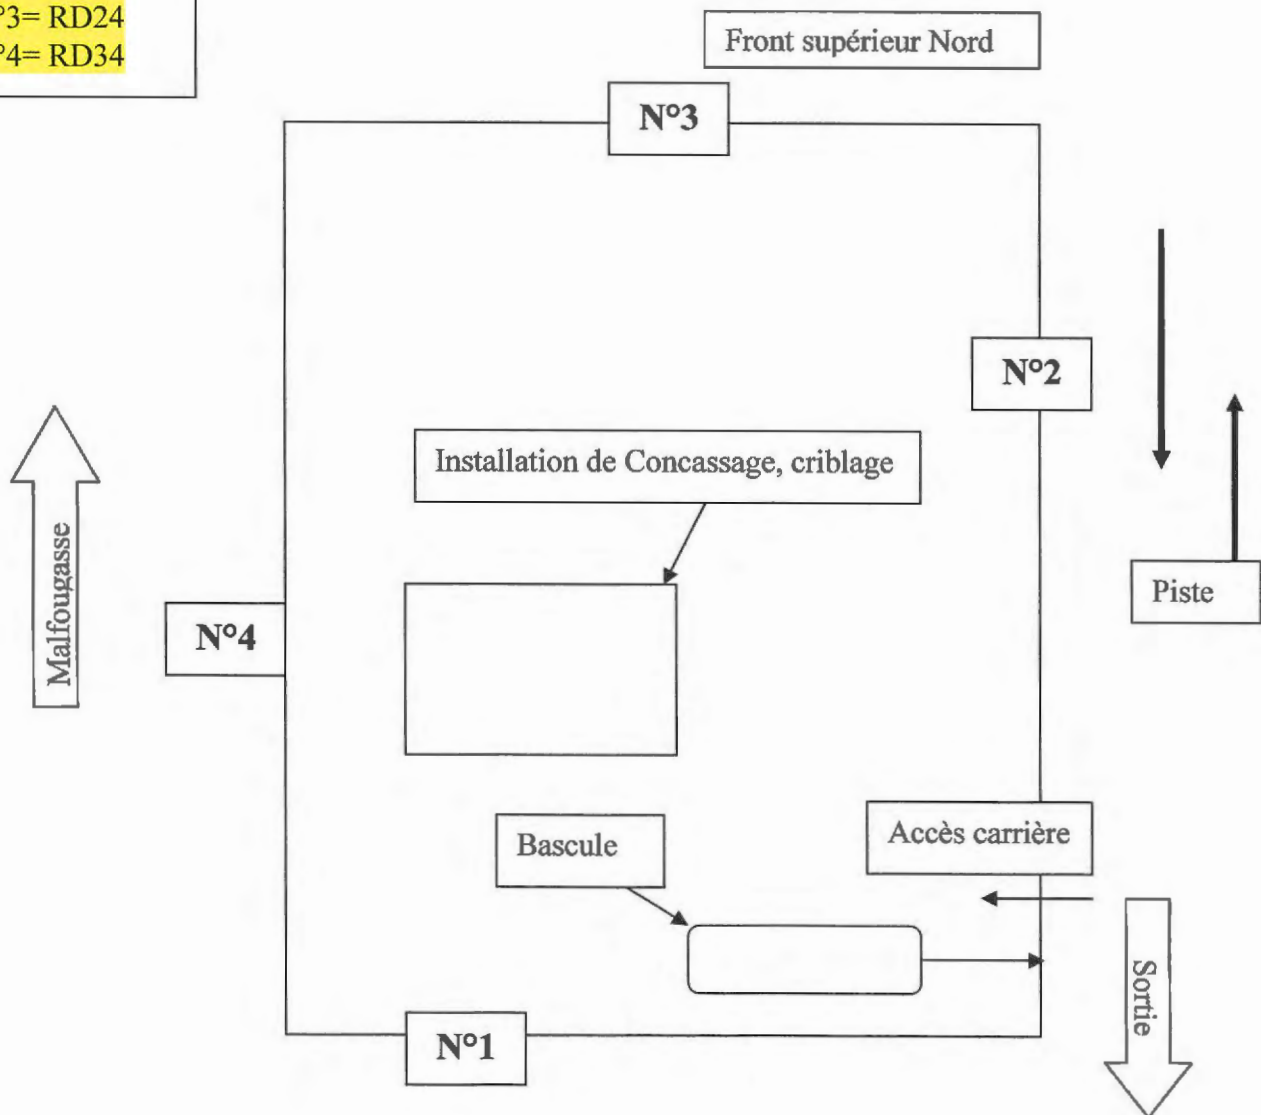 °3= RD24
°4= RD34
Front supérieur Nord
N°3
N°2
Installation de Concassage, criblage
Malfougasse
Piste
N°4
Bascule
Accès carrière
Sortie
N°1